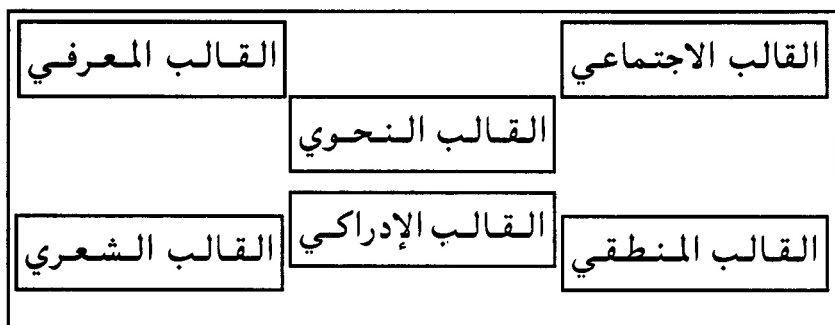 القالب الاجتماعي
القالب المعرفي
القالب النحوي
القالب الإدراكي
القالب المنطقي
القالب الشعري